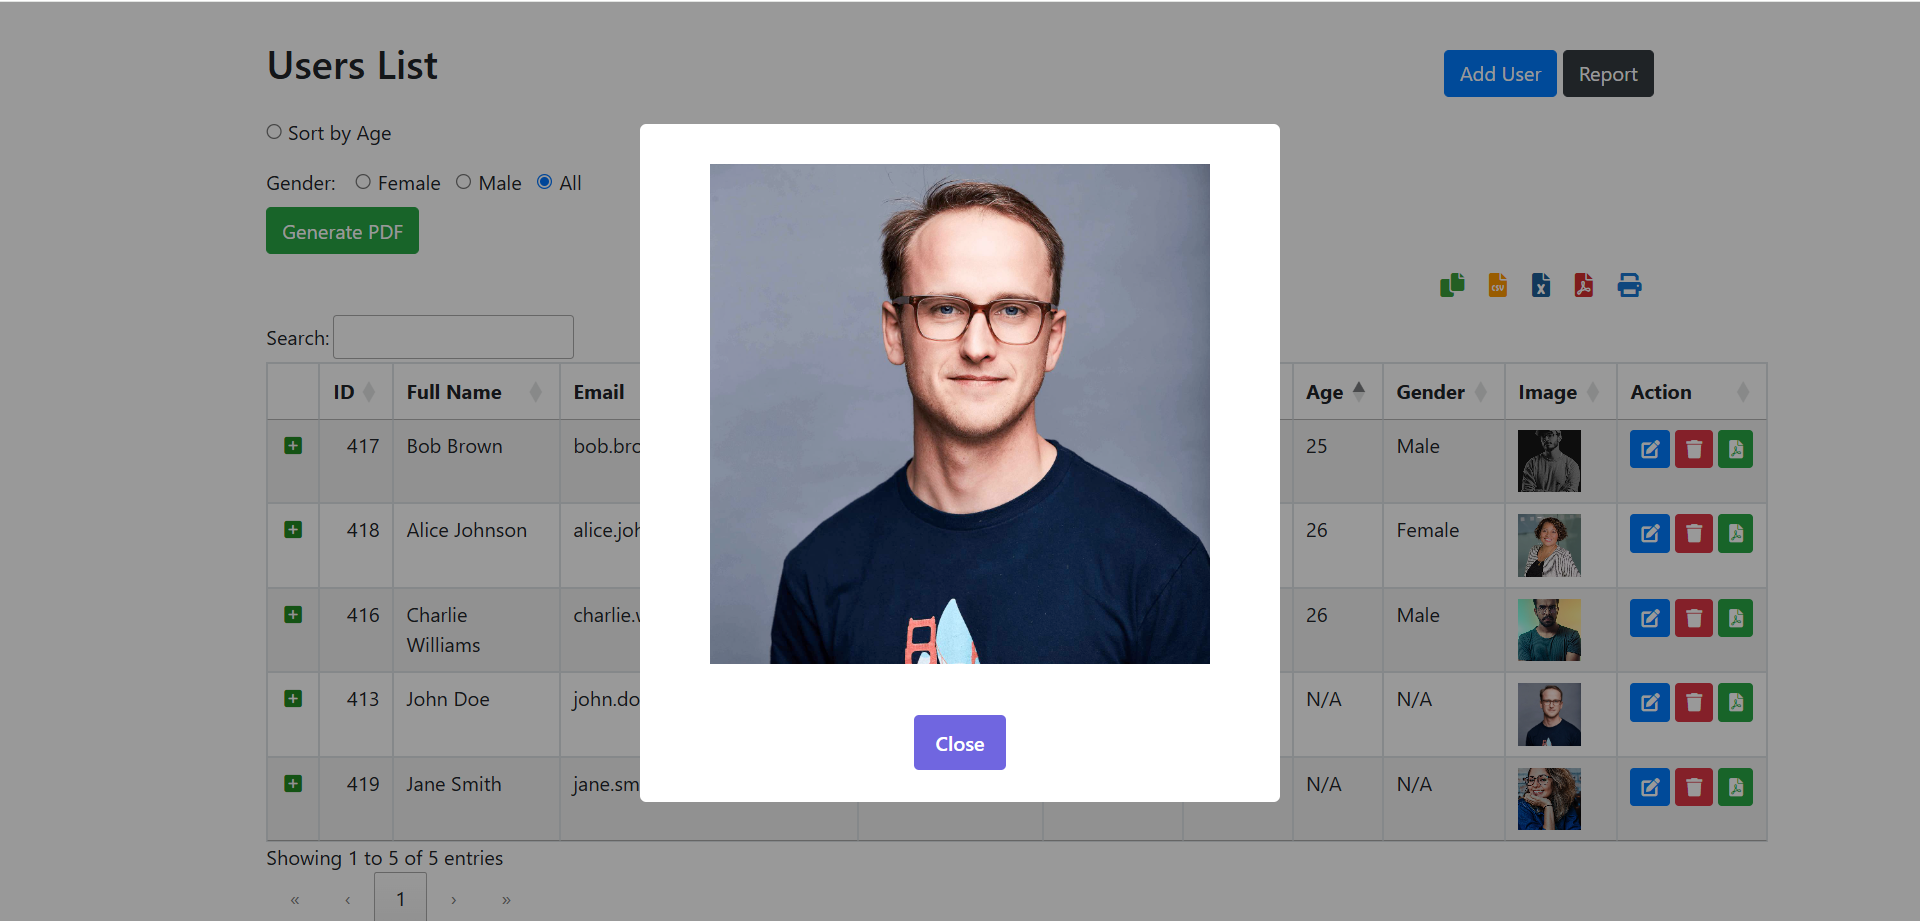 Users List
Add User Report
Sort by Age
Gender: Female Male All
Generate PDF
CSV X
Search:
ID Full Name Email Age Gender Image Action
417 Bob Brown bob.bro 25 Male
418 Alice Johnson alice.joh 26 Female
416 Charlie Williams charlie.w 26 Male
413 John Doe john.do N/A N/A
Close
419 Jane Smith jane.sm N/A N/A
Showing 1 to 5 of 5 entries
« ‹ 1 › »